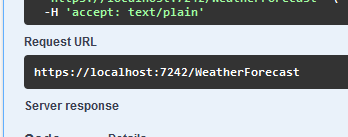 -H 'accept: text/plain'
Request URL
https://localhost:7242/WeatherForecast
Server response